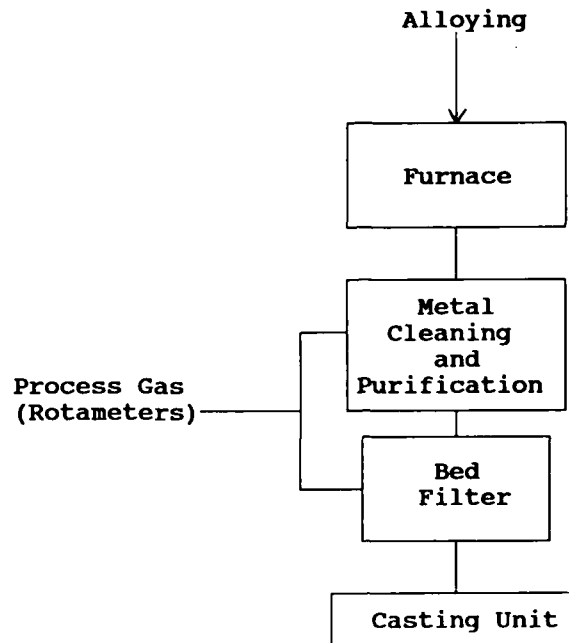 Alloying
Furnace
Metal
Cleaning
and
Purification
Process Gas
(Rotameters)
Bed
Filter
Casting Unit